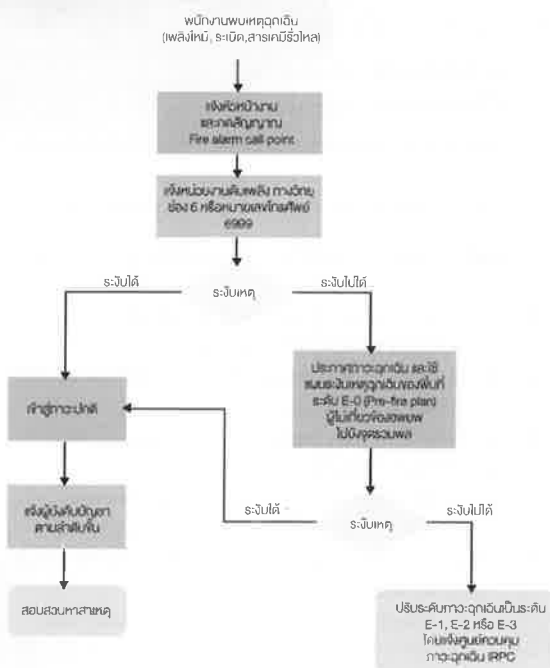 พนักงานพบเหตุฉุกเฉิน
(เพลิงไหม้, ระเบิด,สารเคมีรั่วไหล)
แจ้งหัวหน้างาน
และกดสัญญาณ
Fire alarm call point
แจ้งหน่วยงานดับเพลิง ทางวิทยุ
ช่อง 6 หรือหมายเลขโทรศัพท์
6999
ระงับเหตุ
ระงับได้
ระงับไม่ได้
เข้าสู่ภาวะปกติ
ประกาศภาวะฉุกเฉิน และใช้
แผนระงับเหตุฉุกเฉินของพื้นที่
ระดับ E-0 (Pre-fire plan)
ผู้ไม่เกี่ยวข้องอพยพ
ไปยังจุดรวมพล
แจ้งผู้บังคับบัญชา
ตามลำดับชั้น
ระงับเหตุ
ระงับได้
ระงับไม่ได้
สอบสวนหาสาเหตุ
ปรับระดับภาวะฉุกเฉินเป็นระดับ
E-1, E-2 หรือ E-3
โดยแจ้งศูนย์ควบคุม
ภาวะฉุกเฉิน IRPC